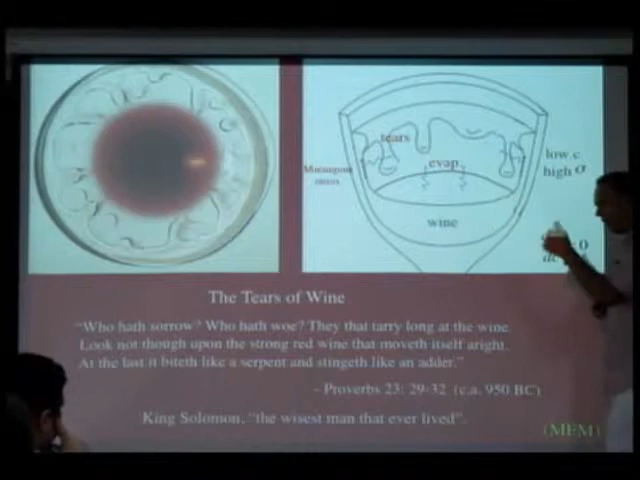 tears
evap
low c
high σ
wine
The Tears of Wine
"Who hath sorrow? Who hath woe? They that tarry long at the wine.
Look not though upon the strong red wine that moveth itself aright.
At the last it biteth like a serpent and stingeth like an adder."
- Proverbs 23: 29-32 (c.a. 950 BC)
King Solomon, "the wisest man that ever lived".
(MFM)